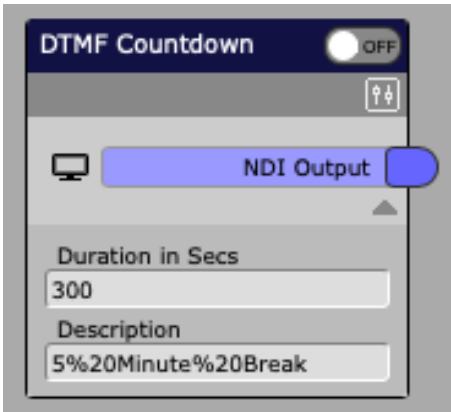 DTMF Countdown OFF
NDI Output
Duration in Secs
300
Description
5%20Minute%20Break